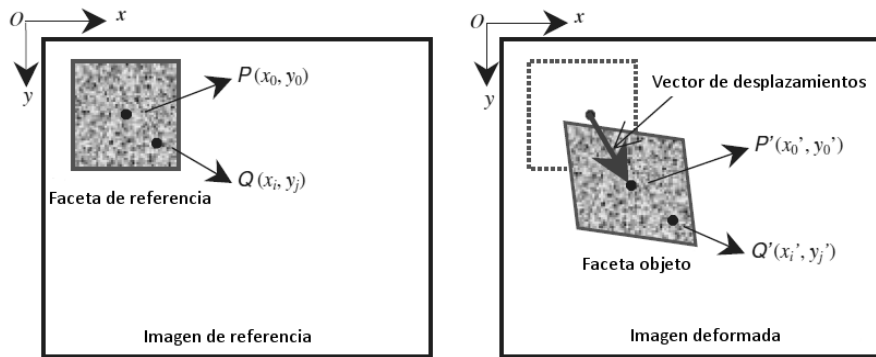 O x
y
P(x₀, y₀)
Q(xᵢ, yⱼ)
Faceta de referencia
Imagen de referencia
O x
y
Vector de desplazamientos
P'(x₀', y₀')
Q'(xᵢ', yⱼ')
Faceta objeto
Imagen deformada